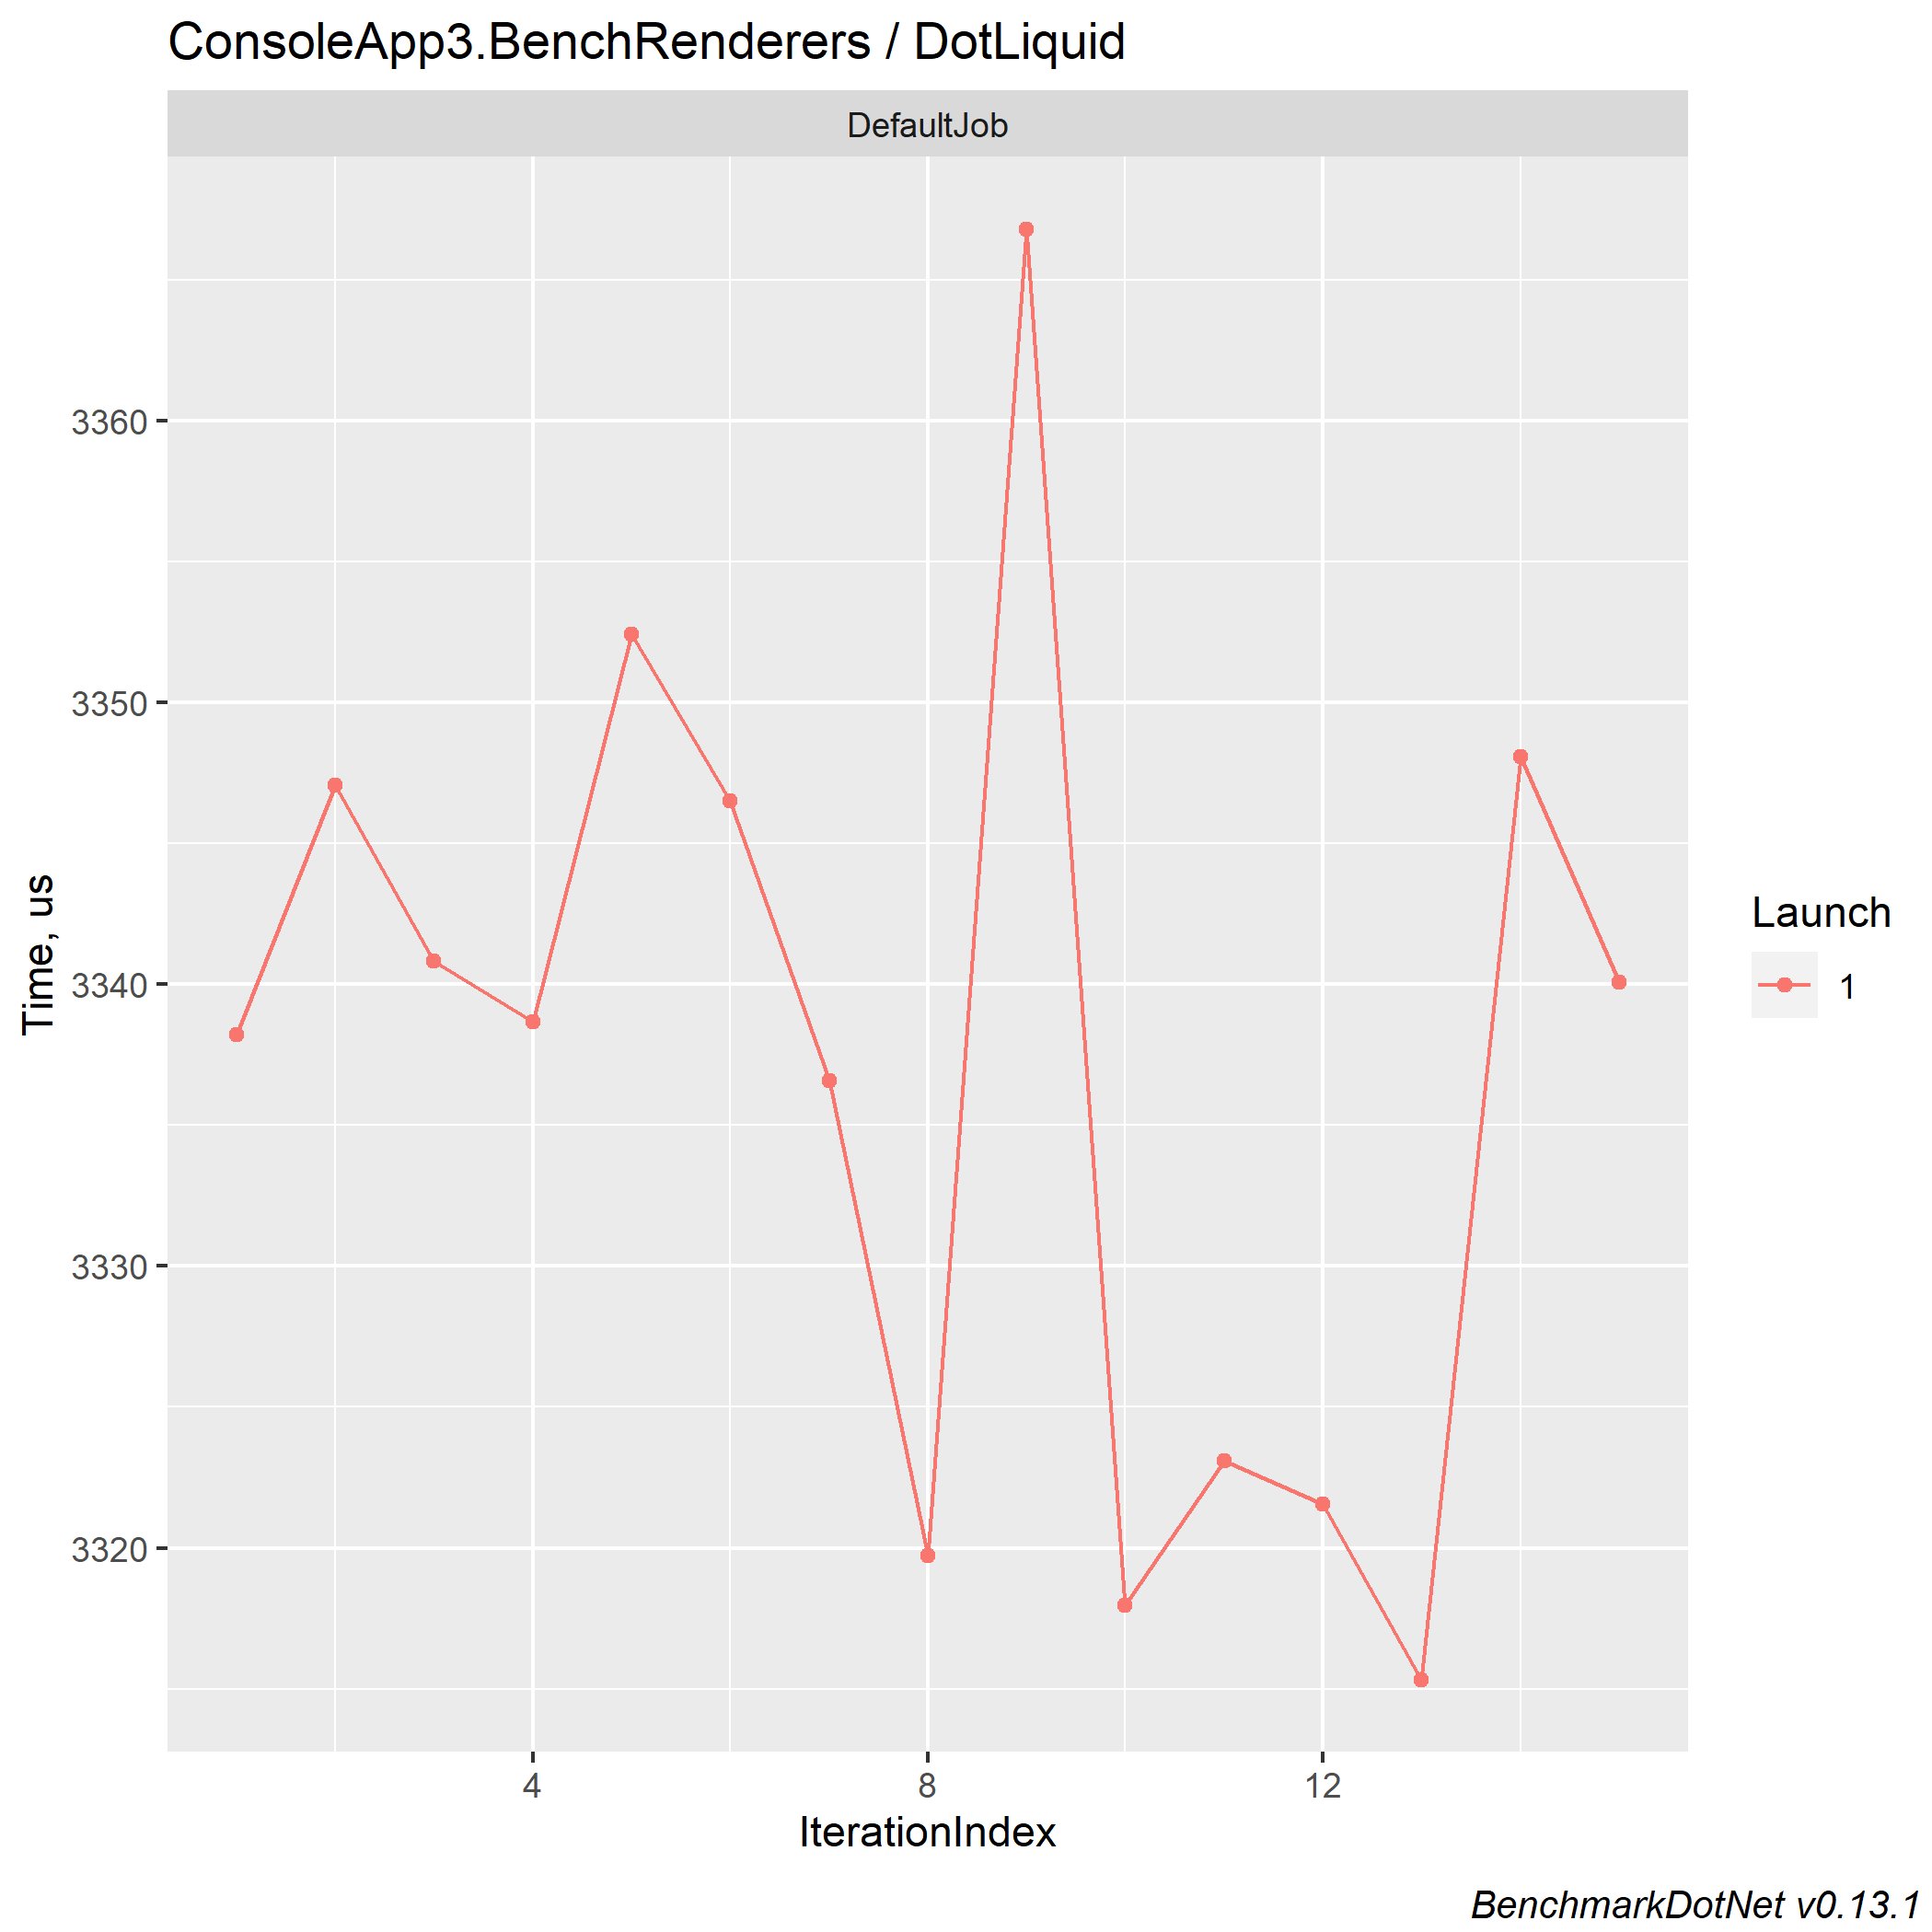 ConsoleApp3.BenchRenderers / DotLiquid
DefaultJob
Time, us
3360
3350
3340
3330
3320
4
8
12
IterationIndex
Launch
1
BenchmarkDotNet v0.13.1